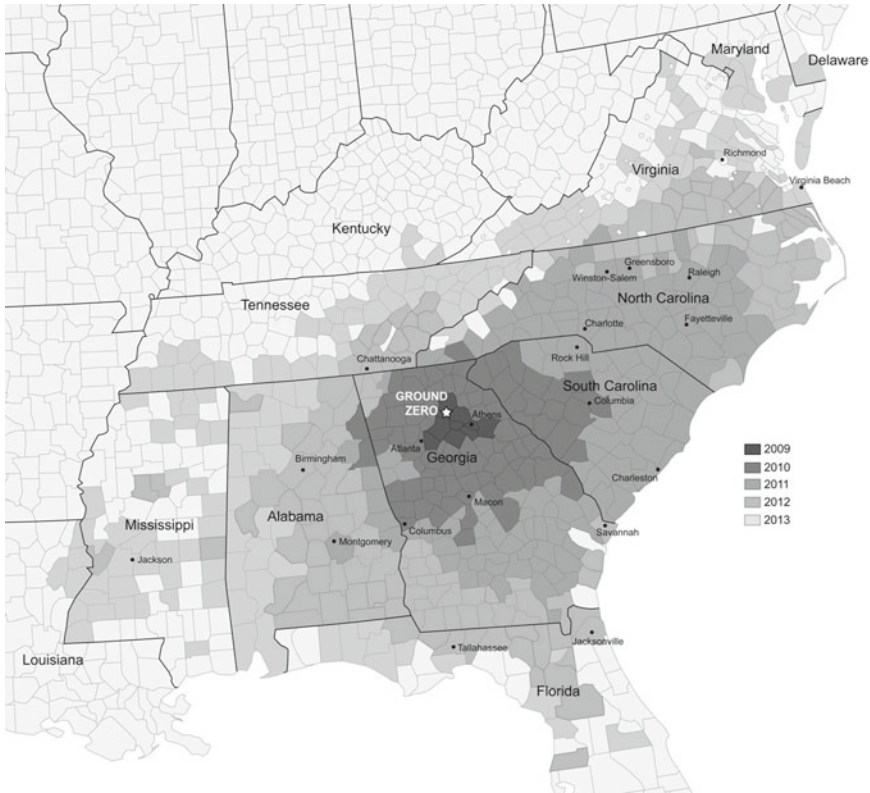 Maryland
Delaware
Richmond
Virginia
Virginia Beach
Kentucky
Greensboro
Winston-Salem
Raleigh
Tennessee
North Carolina
Charlotte
Fayetteville
Chattanooga
Rock Hill
South Carolina
GROUND
ZERO
Columbia
Athens
Atlanta
Georgia
Birmingham
Charleston
Macon
Mississippi
Alabama
Columbus
Savannah
Montgomery
Jackson
Jacksonville
Tallahassee
Louisiana
Florida
2009
2010
2011
2012
2013